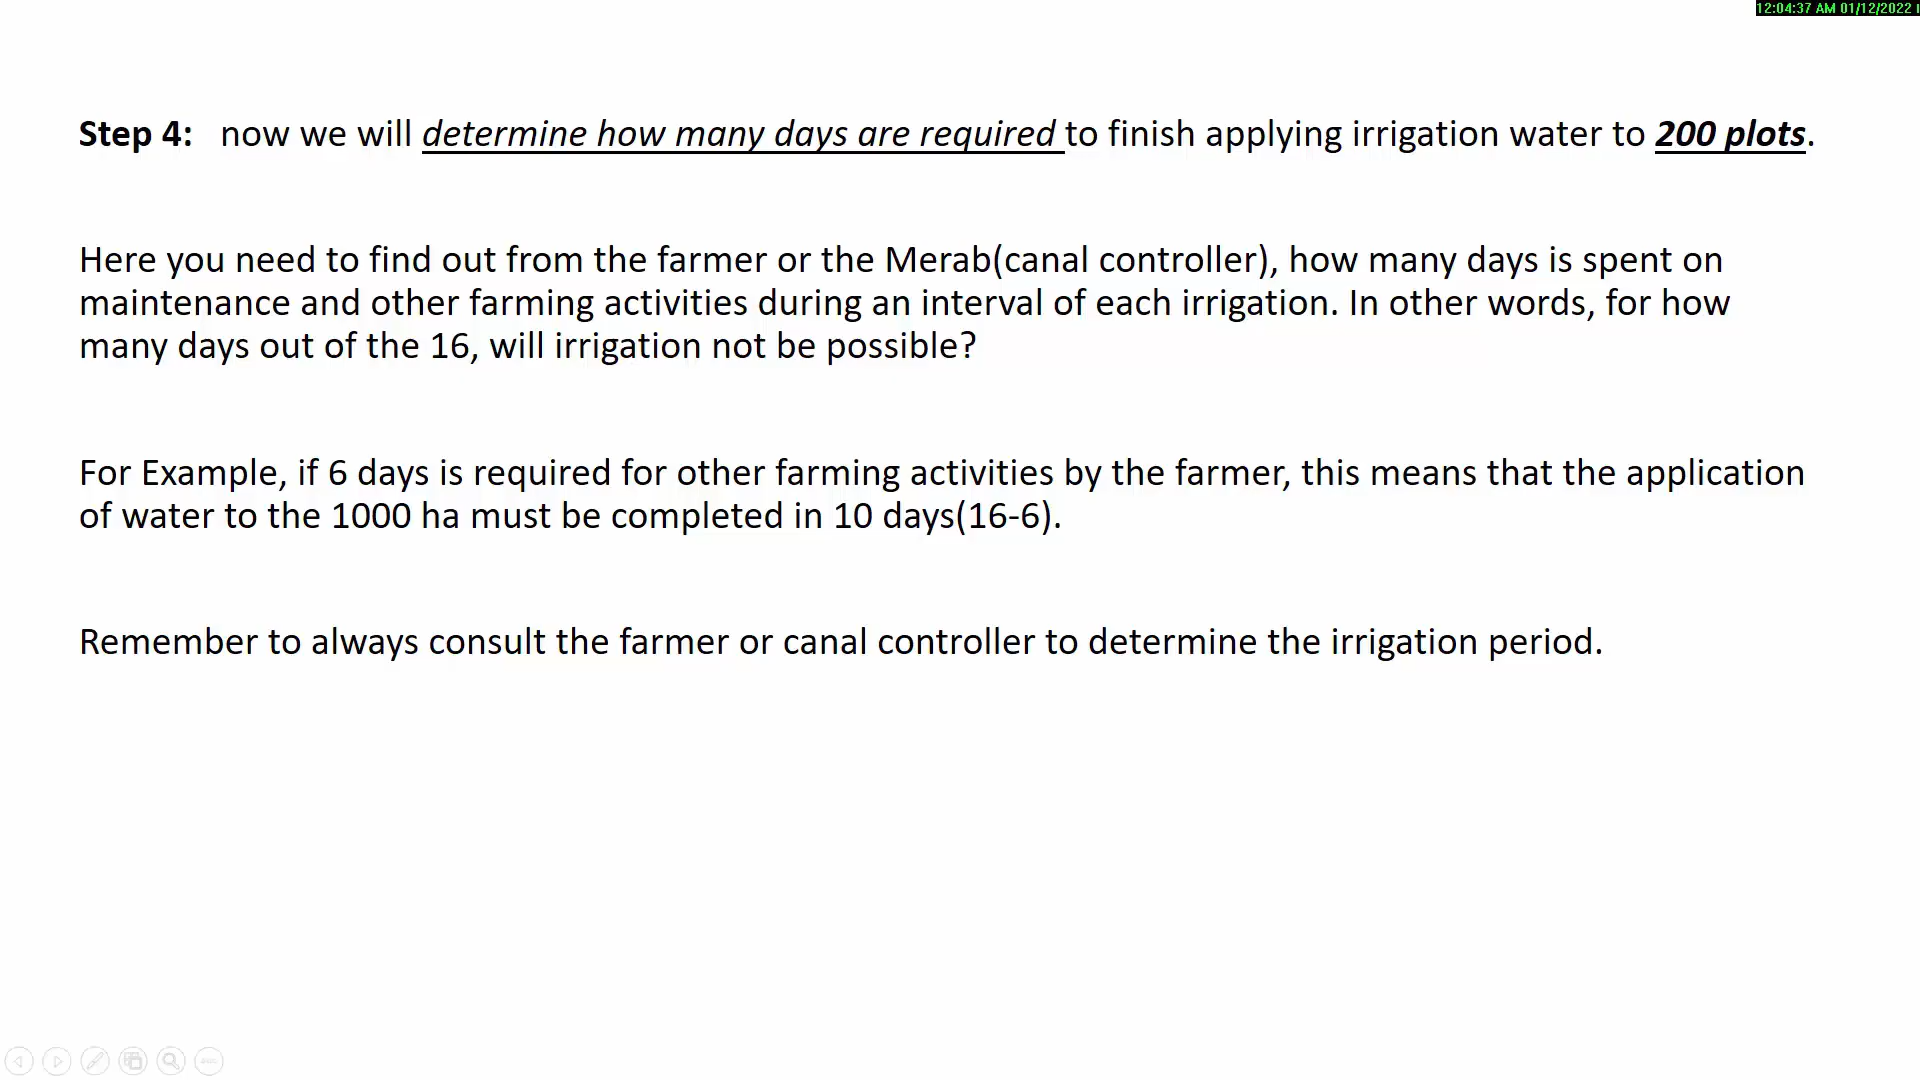 12:04:37 AM 01/12/2022
Step 4: now we will determine how many days are required to finish applying irrigation water to 200 plots.
Here you need to find out from the farmer or the Merab(canal controller), how many days is spent on
maintenance and other farming activities during an interval of each irrigation. In other words, for how
many days out of the 16, will irrigation not be possible?
For Example, if 6 days is required for other farming activities by the farmer, this means that the application
of water to the 1000 ha must be completed in 10 days(16-6).
Remember to always consult the farmer or canal controller to determine the irrigation period.